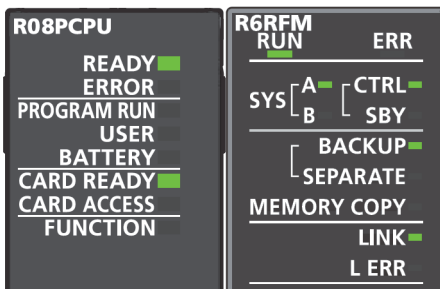 R08PCPU
READY
ERROR
PROGRAM RUN
USER
BATTERY
CARD READY
CARD ACCESS
FUNCTION
R6RFM
RUN ERR
SYS A CTRL
B SBY
BACKUP
SEPARATE
MEMORY COPY
LINK
L ERR